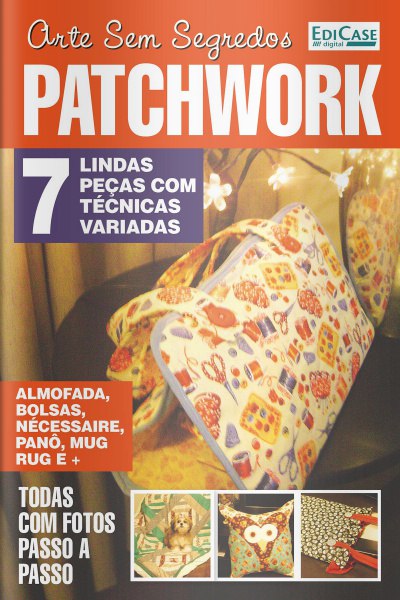 Arte Sem Segredos
EDICASE
digital
PATCHWORK
7
LINDAS
PEÇAS COM
TÉCNICAS
VARIADAS
ALMOFADA,
BOLSAS,
NÉCESSAIRE,
PANÔ, MUG
RUG E +
TODAS
COM FOTOS
PASSO A
PASSO